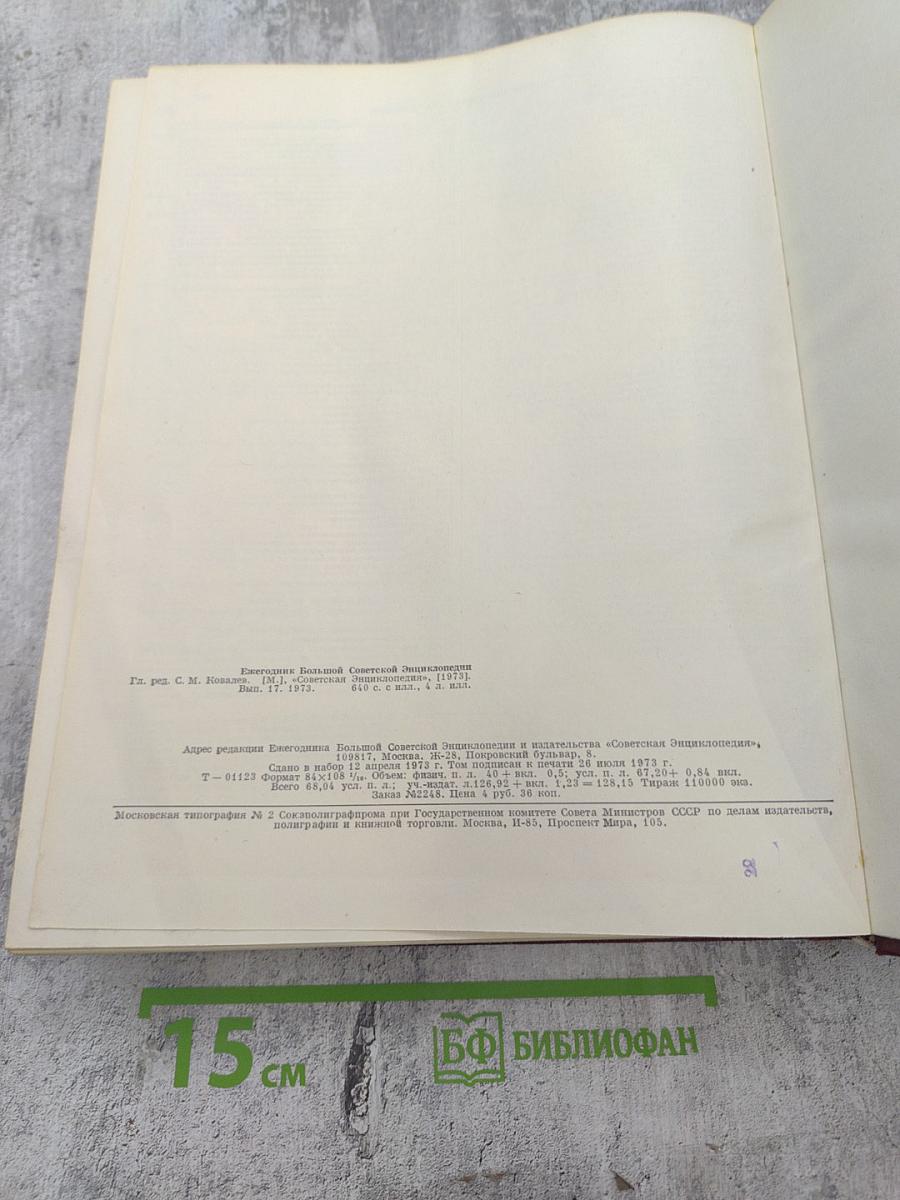 Ежегодник Большой Советской Энциклопедии
Гл. ред. С. М. Ковалев. [М.], «Советская Энциклопедия», [1973].
Вып. 17. 1973. 640 с. с илл., 4 л. илл.
Адрес редакции Ежегодника Большой Советской Энциклопедии и издательства «Советская Энциклопедия»,
109817, Москва. Ж-28, Покровский бульвар, 8.
Сдано в набор 12 апреля 1973 г. Том подписан к печати 26 июля 1973 г.
Т — 01123 Формат 84×108 1/16. Объем: физич. п. л. 40 + вкл. 0,5; усл. п. л. 67,20 + 0,84 вкл.
Всего 68,04 усл. п. л.; уч.-издат. л.126,92 + вкл. 1,23 = 128,15 Тираж 110000 экз.
Заказ №2248. Цена 4 руб. 36 коп.
Московская типография № 2 Союзполиграфпрома при Государственном комитете Совета Министров СССР по делам издательств,
полиграфии и книжной торговли. Москва, И-85, Проспект Мира, 105.
15 см
БФ БИБЛИОФАН